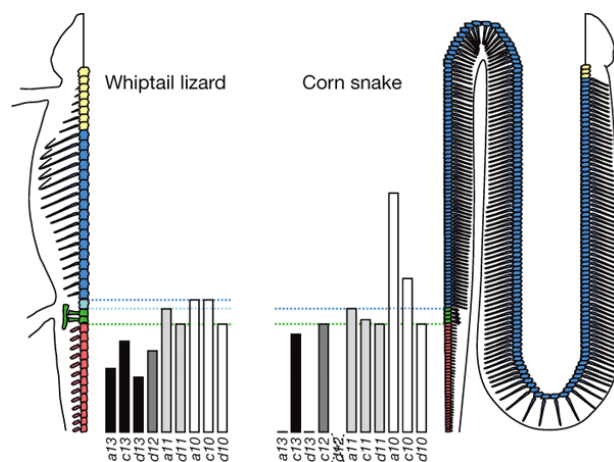 Whiptail lizard
Corn snake
a13 c13 d13 d12 a11 d11 a10 c10 d10
a13 c13 d13 c12 d12 a11 c11 d11 a10 c10 d10